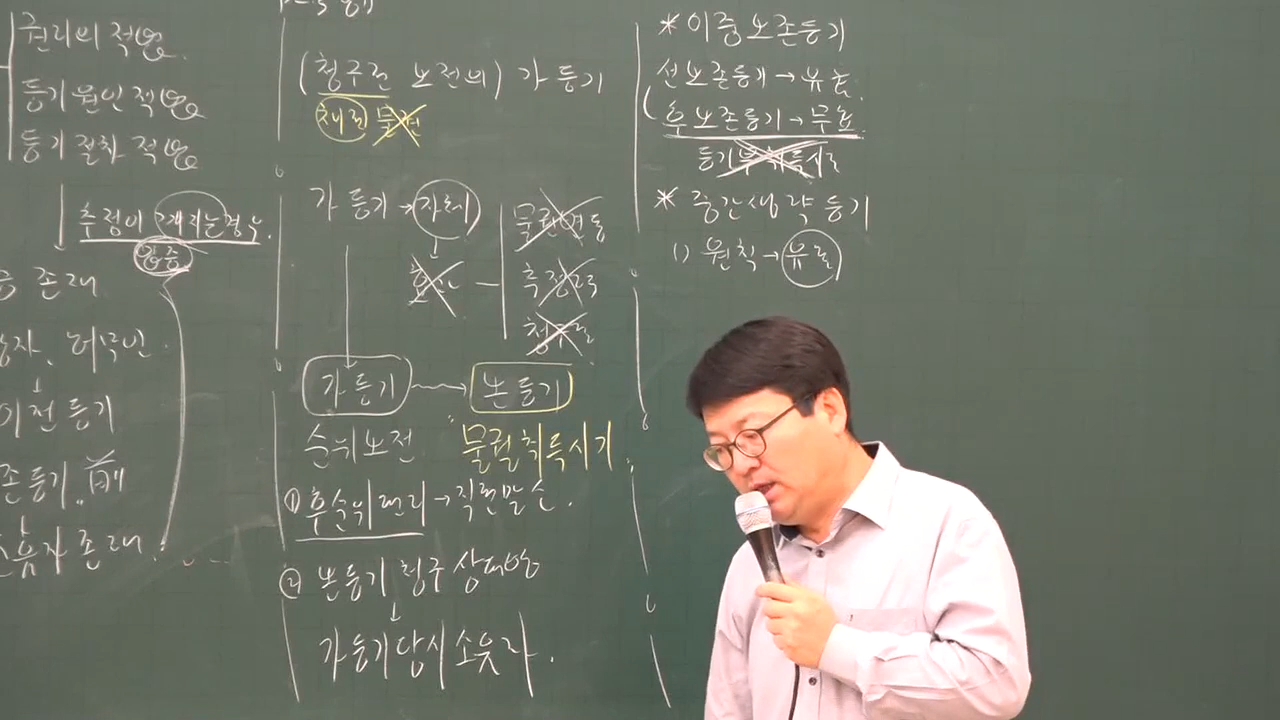 권리의 적법
등기원인 적법
등기절차 적법
추정이 깨지는 경우.
존재
이전등기
존등기
자 존재.
(청구권 보전의) 가등기
채권 물권
가등기 → 자체
물권변동
효력 —
추정력
청구권
가등기 → 본등기
순위보전 물권취득시기
① 후순위권리 → 직권말소.
② 본등기청구 상대방
↓
가등기 당시 소유자.
* 이중보존등기
선보존등기 → 유효.
후보존등기 → 무효.
등기부취득시효
* 중간생략등기
(1) 원칙 → 유효